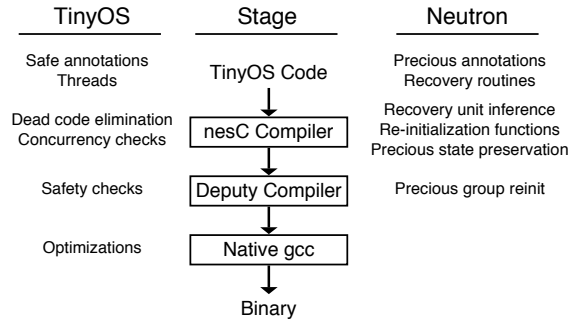 TinyOS Stage Neutron
Safe annotations
Threads
TinyOS Code
Precious annotations
Recovery routines
Dead code elimination
Concurrency checks
nesC Compiler
Recovery unit inference
Re-initialization functions
Precious state preservation
Safety checks
Deputy Compiler
Precious group reinit
Optimizations
Native gcc
Binary